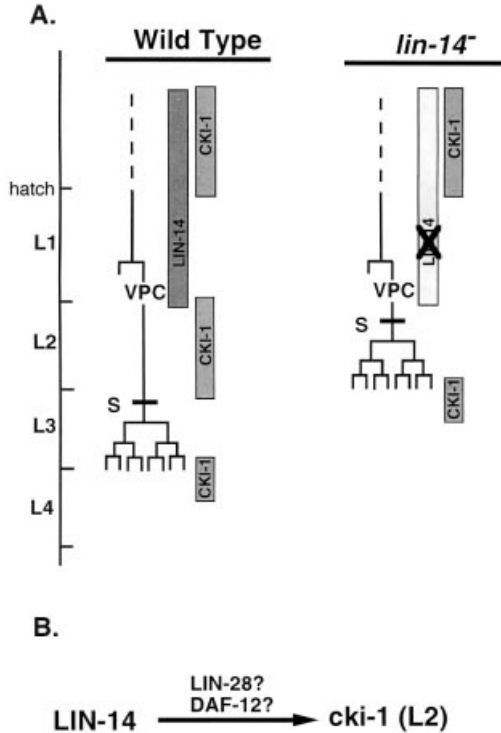 A.
Wild Type
lin-14-
CKI-1
CKI-1
hatch
LIN-14
L1
VPC
VPC
L2
CKI-1
S
S
CKI-1
L3
CKI-1
L4
B.
LIN-28?
DAF-12?
LIN-14
cki-1 (L2)